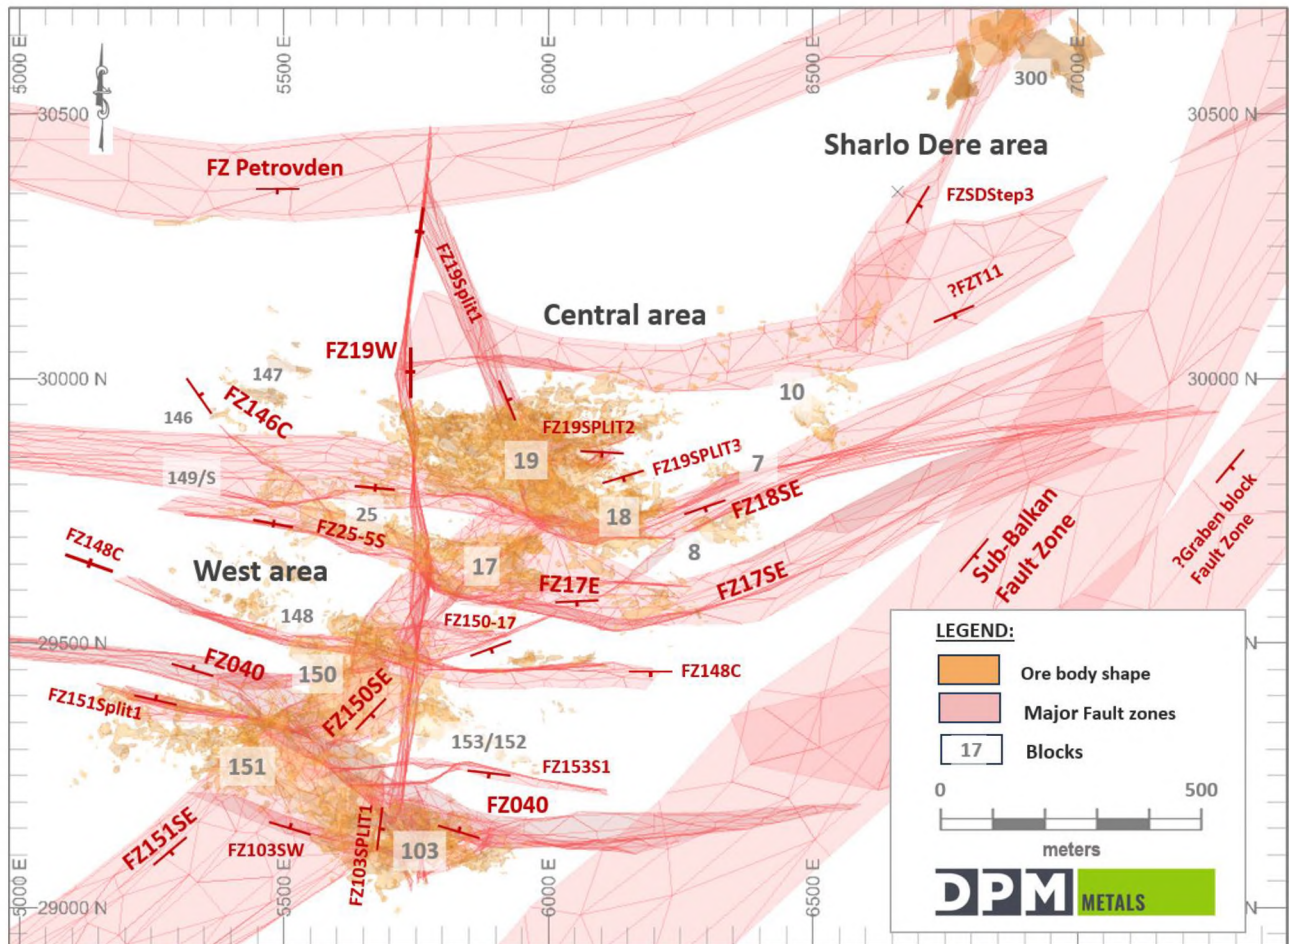 5000 E
5500 E
6000 E
6500 E
7000 E
300
30500
30500 N
Sharlo Dere area
FZ Petrovden
FZSDStep3
FZ19Split1
?FZT11
Central area
FZ19W
30000 N
30000 N
147
10
146
FZ146C
FZ19SPLIT2
19
FZ19SPLIT3
7
149/S
FZ18SE
25
18
FZ25-5S
8
FZ148C
Sub-Balkan
Fault Zone
?Graben block
Fault Zone
West area
17
FZ17E
FZ17SE
148
FZ150-17
29500 N
N
FZ040
150
FZ148C
FZ151Split1
FZ150SE
153/152
151
FZ153S1
FZ040
FZ151SE
FZ103SW
FZ103SPLIT1
103
29000 N
N
5000 E
5500 E
6000 E
6500 E
LEGEND:
Ore body shape
Major Fault zones
17
Blocks
0
500
meters
DPM
METALS